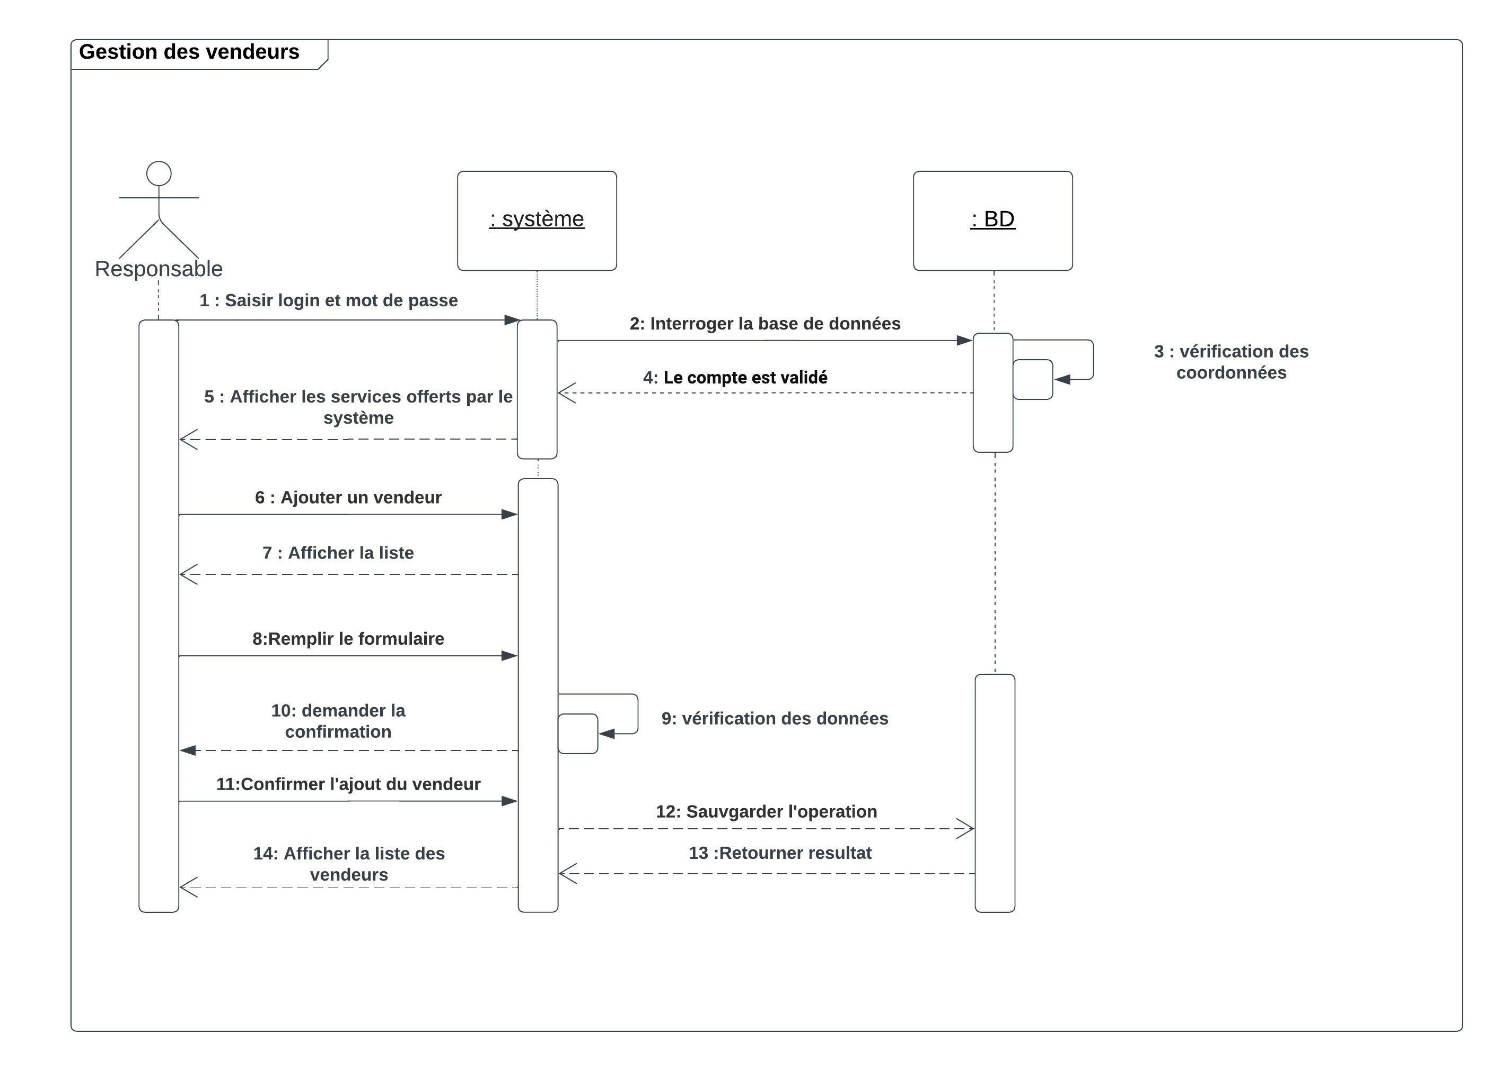 Gestion des vendeurs
: système
: BD
Responsable
1 : Saisir login et mot de passe
2: Interroger la base de données
3 : vérification des
coordonnées
4: Le compte est validé
5 : Afficher les services offerts par le
système
6 : Ajouter un vendeur
7 : Afficher la liste
8:Remplir le formulaire
9: vérification des données
10: demander la
confirmation
11:Confirmer l'ajout du vendeur
12: Sauvgarder l'operation
13 :Retourner resultat
14: Afficher la liste des
vendeurs